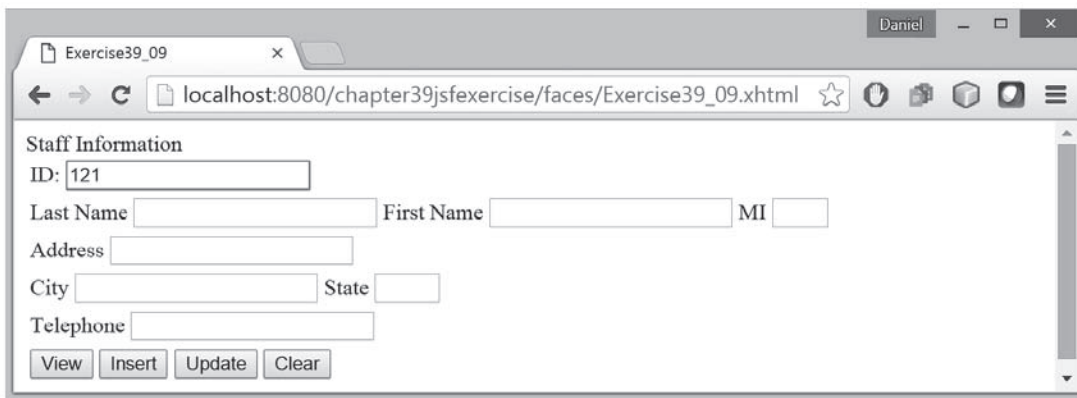 Daniel
Exercise39_09
localhost:8080/chapter39jsfexercise/faces/Exercise39_09.xhtml
Staff Information
ID: 121
Last Name First Name MI
Address
City State
Telephone
View Insert Update Clear